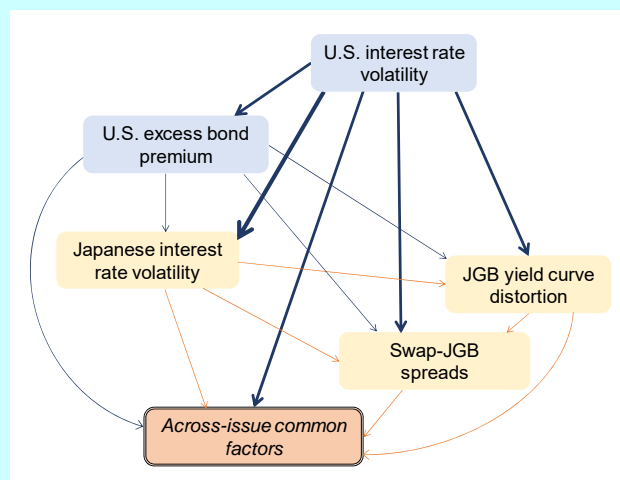 U.S. interest rate
volatility
U.S. excess bond
premium
Japanese interest
rate volatility
JGB yield curve
distortion
Swap-JGB
spreads
Across-issue common
factors